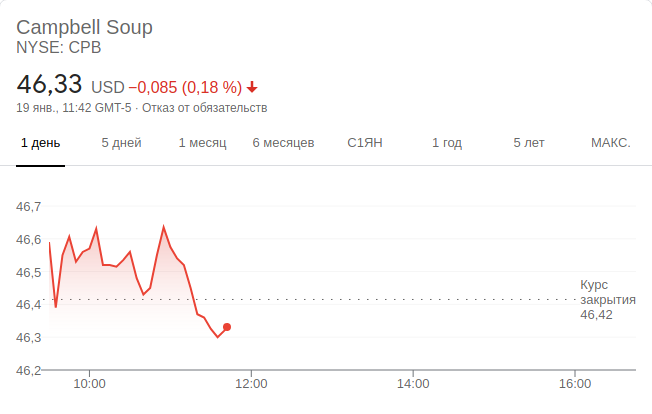 Campbell Soup
NYSE: CPB
46,33 USD −0,085 (0,18 %)
19 янв., 11:42 GMT-5 · Отказ от обязательств
1 день 5 дней 1 месяц 6 месяцев С1ЯН 1 год 5 лет МАКС.
46,7
46,6
46,5
46,4
46,3
46,2
Курс
закрытия
46,42
10:00 12:00 14:00 16:00